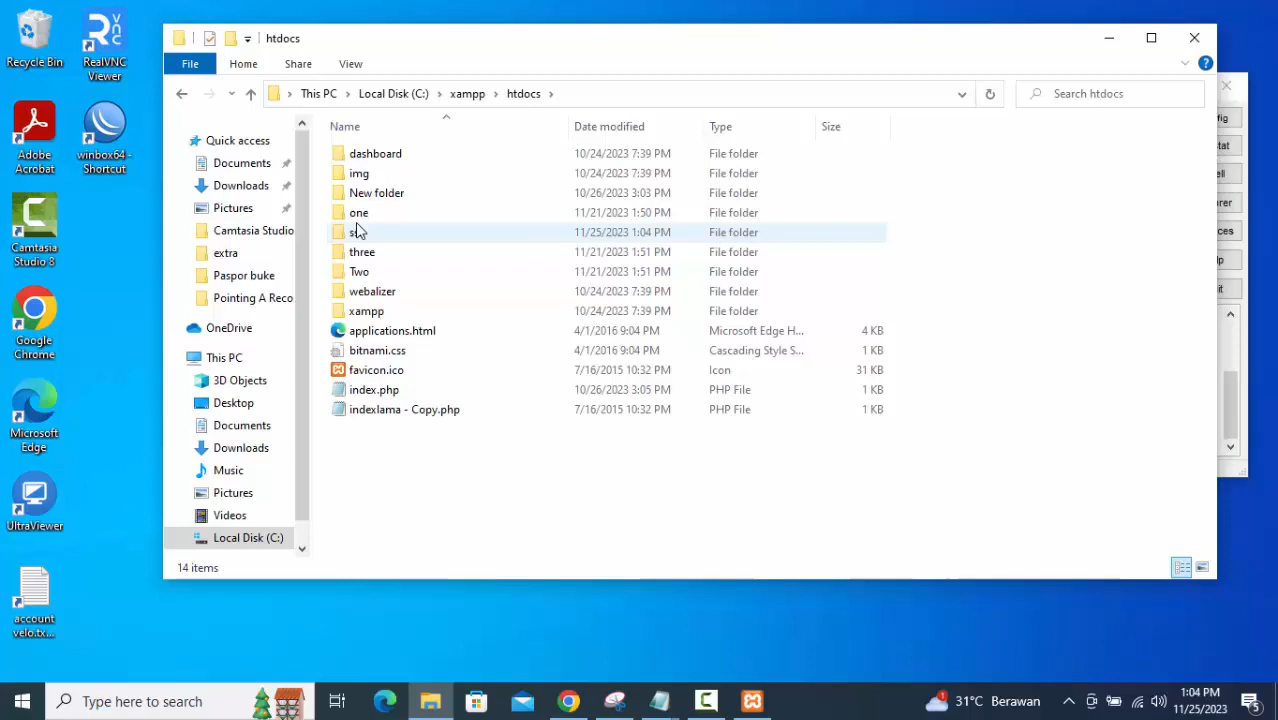 Recycle Bin
RealVNC
Viewer
Adobe
Acrobat
winbox64 -
Shortcut
Camtasia
Studio 8
Google
Chrome
Microsoft
Edge
UltraViewer
account
velo.tx...
htdocs
File
Home
Share
View
This PC
Local Disk (C:)
xampp
htdocs
Search htdocs
Quick access
Documents
Downloads
Pictures
Camtasia Studio
extra
Paspor buke
Pointing A Reco
OneDrive
This PC
3D Objects
Desktop
Documents
Downloads
Music
Pictures
Videos
Local Disk (C:)
Name Date modified Type Size
dashboard 10/24/2023 7:39 PM File folder
img 10/24/2023 7:39 PM File folder
New folder 10/26/2023 3:03 PM File folder
one 11/21/2023 1:50 PM File folder
11/25/2023 1:04 PM File folder
three 11/21/2023 1:51 PM File folder
Two 11/21/2023 1:51 PM File folder
webalizer 10/24/2023 7:39 PM File folder
xampp 10/24/2023 7:39 PM File folder
applications.html 4/1/2016 9:04 PM Microsoft Edge H... 4 KB
bitnami.css 4/1/2016 9:04 PM Cascading Style S... 1 KB
favicon.ico 7/16/2015 10:32 PM Icon 31 KB
index.php 10/26/2023 3:05 PM PHP File 1 KB
indexlama - Copy.php 7/16/2015 10:32 PM PHP File 1 KB
14 items
Type here to search
31°C Berawan
1:04 PM
11/25/2023